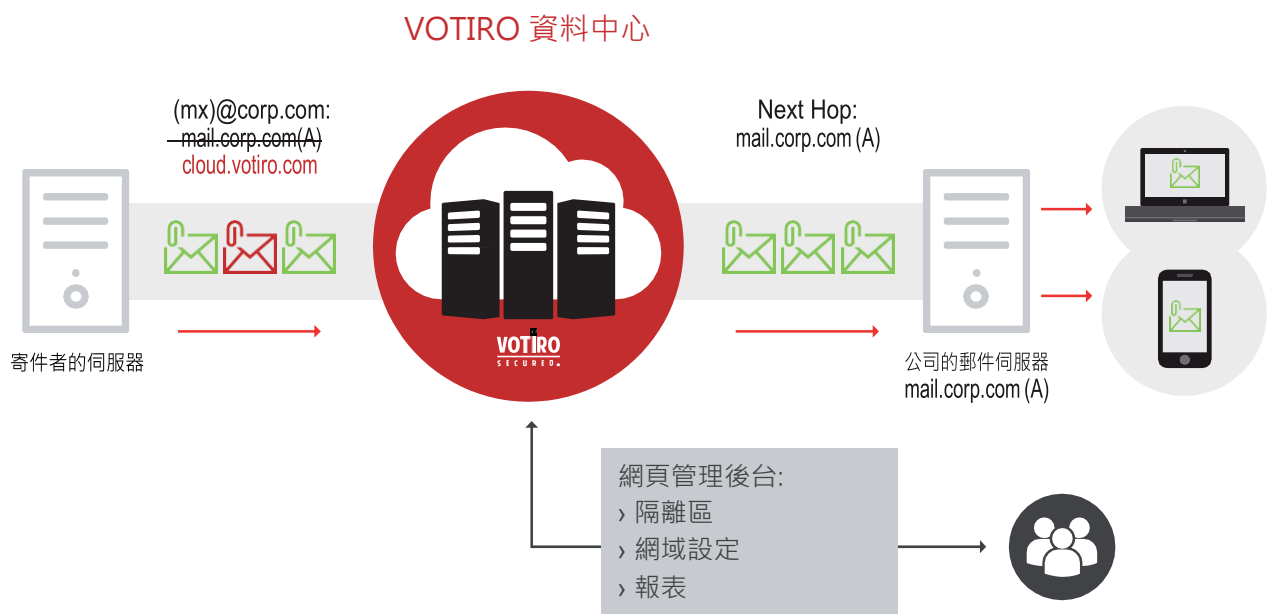 VOTIRO 資料中心
(mx)@corp.com:
mail.corp.com(A)
cloud.votiro.com
Next Hop:
mail.corp.com (A)
VOTIRO
SECURED.
寄件者的伺服器
公司的郵件伺服器
mail.corp.com (A)
網頁管理後台:
› 隔離區
› 網域設定
› 報表